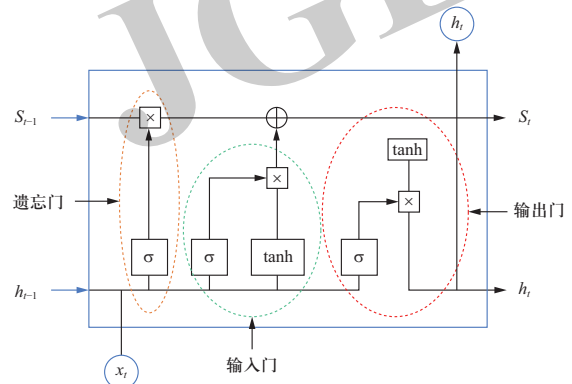 JGE
h_t
S_{t-1}
×
S_t
tanh
×
×
遗忘门
输出门
σ
σ
tanh
σ
h_{t-1}
h_t
输入门
x_t